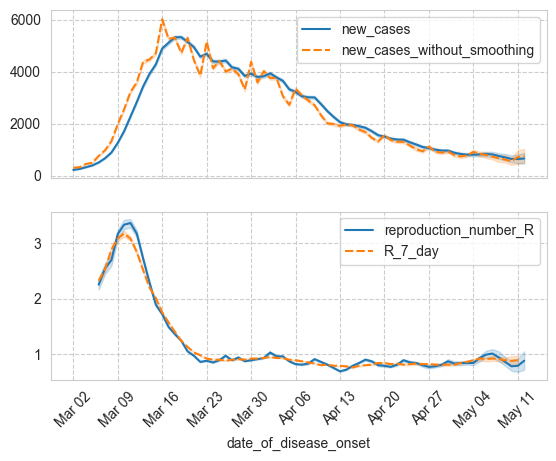 6000
4000
2000
0
new_cases
new_cases_without_smoothing
3
2
1
reproduction_number_R
R_7_day
Mar 02
Mar 09
Mar 16
Mar 23
Mar 30
Apr 06
Apr 13
Apr 20
Apr 27
May 04
May 11
date_of_disease_onset